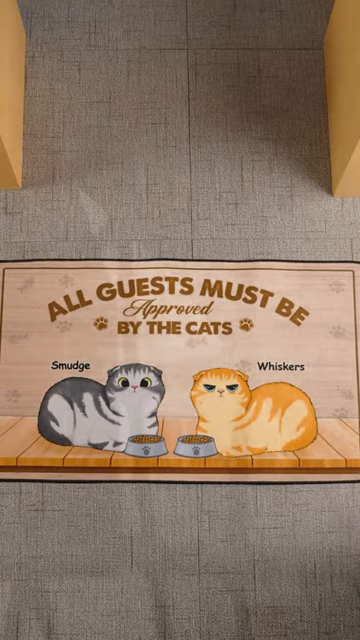 ALL GUESTS MUST BE
Approved
BY THE CATS
Smudge
Whiskers